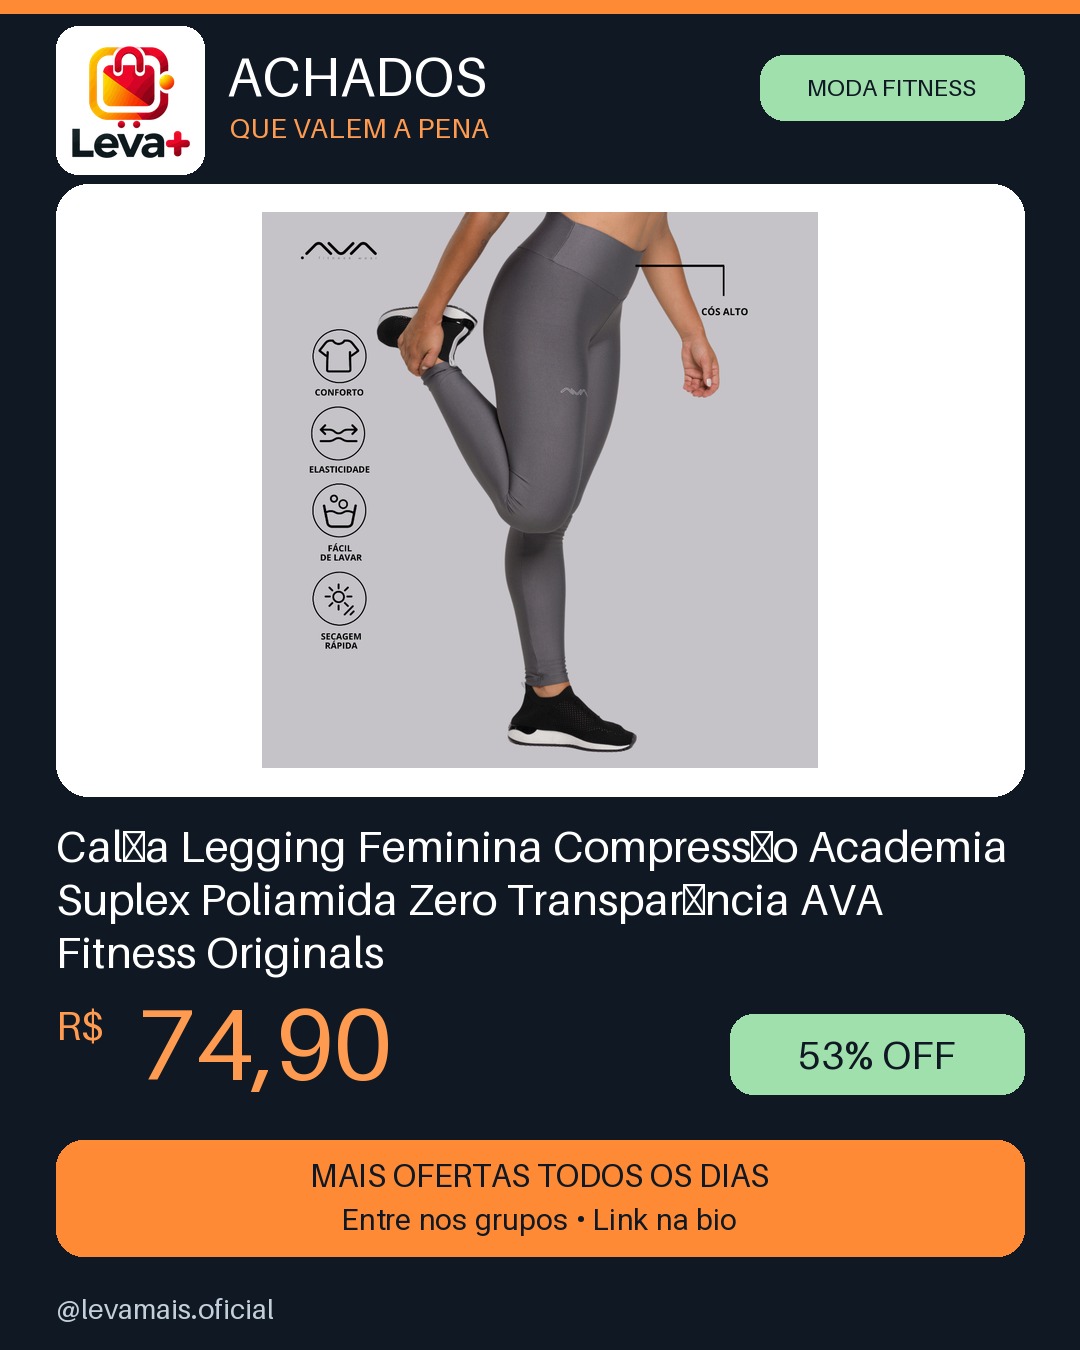 Leva+
ACHADOS
QUE VALEM A PENA
MODA FITNESS
AVA
CÓS ALTO
CONFORTO
ELASTICIDADE
FÁCIL
DE LAVAR
SECAGEM
RÁPIDA
AVA
Cal☒a Legging Feminina Compress☒o Academia
Suplex Poliamida Zero Transpar☒ncia AVA
Fitness Originals
R$ 74,90
53% OFF
MAIS OFERTAS TODOS OS DIAS
Entre nos grupos • Link na bio
@levamais.oficial